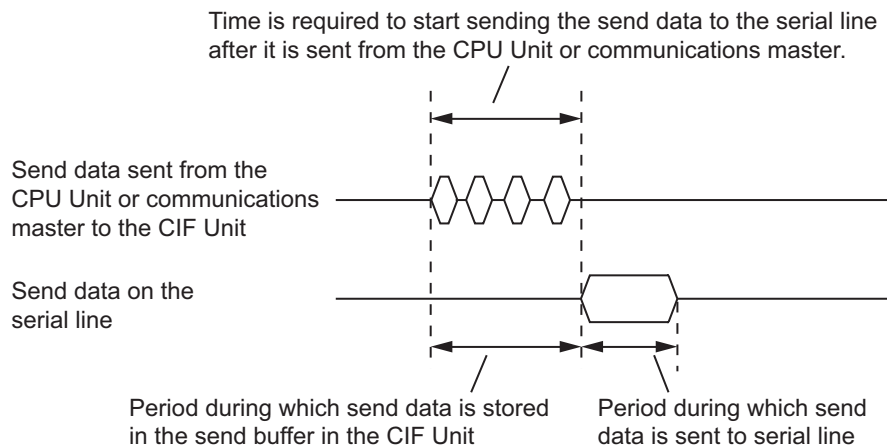 Time is required to start sending the send data to the serial line
after it is sent from the CPU Unit or communications master.
Send data sent from the
CPU Unit or communications
master to the CIF Unit
Send data on the
serial line
Period during which send data is stored
in the send buffer in the CIF Unit
Period during which send
data is sent to serial line